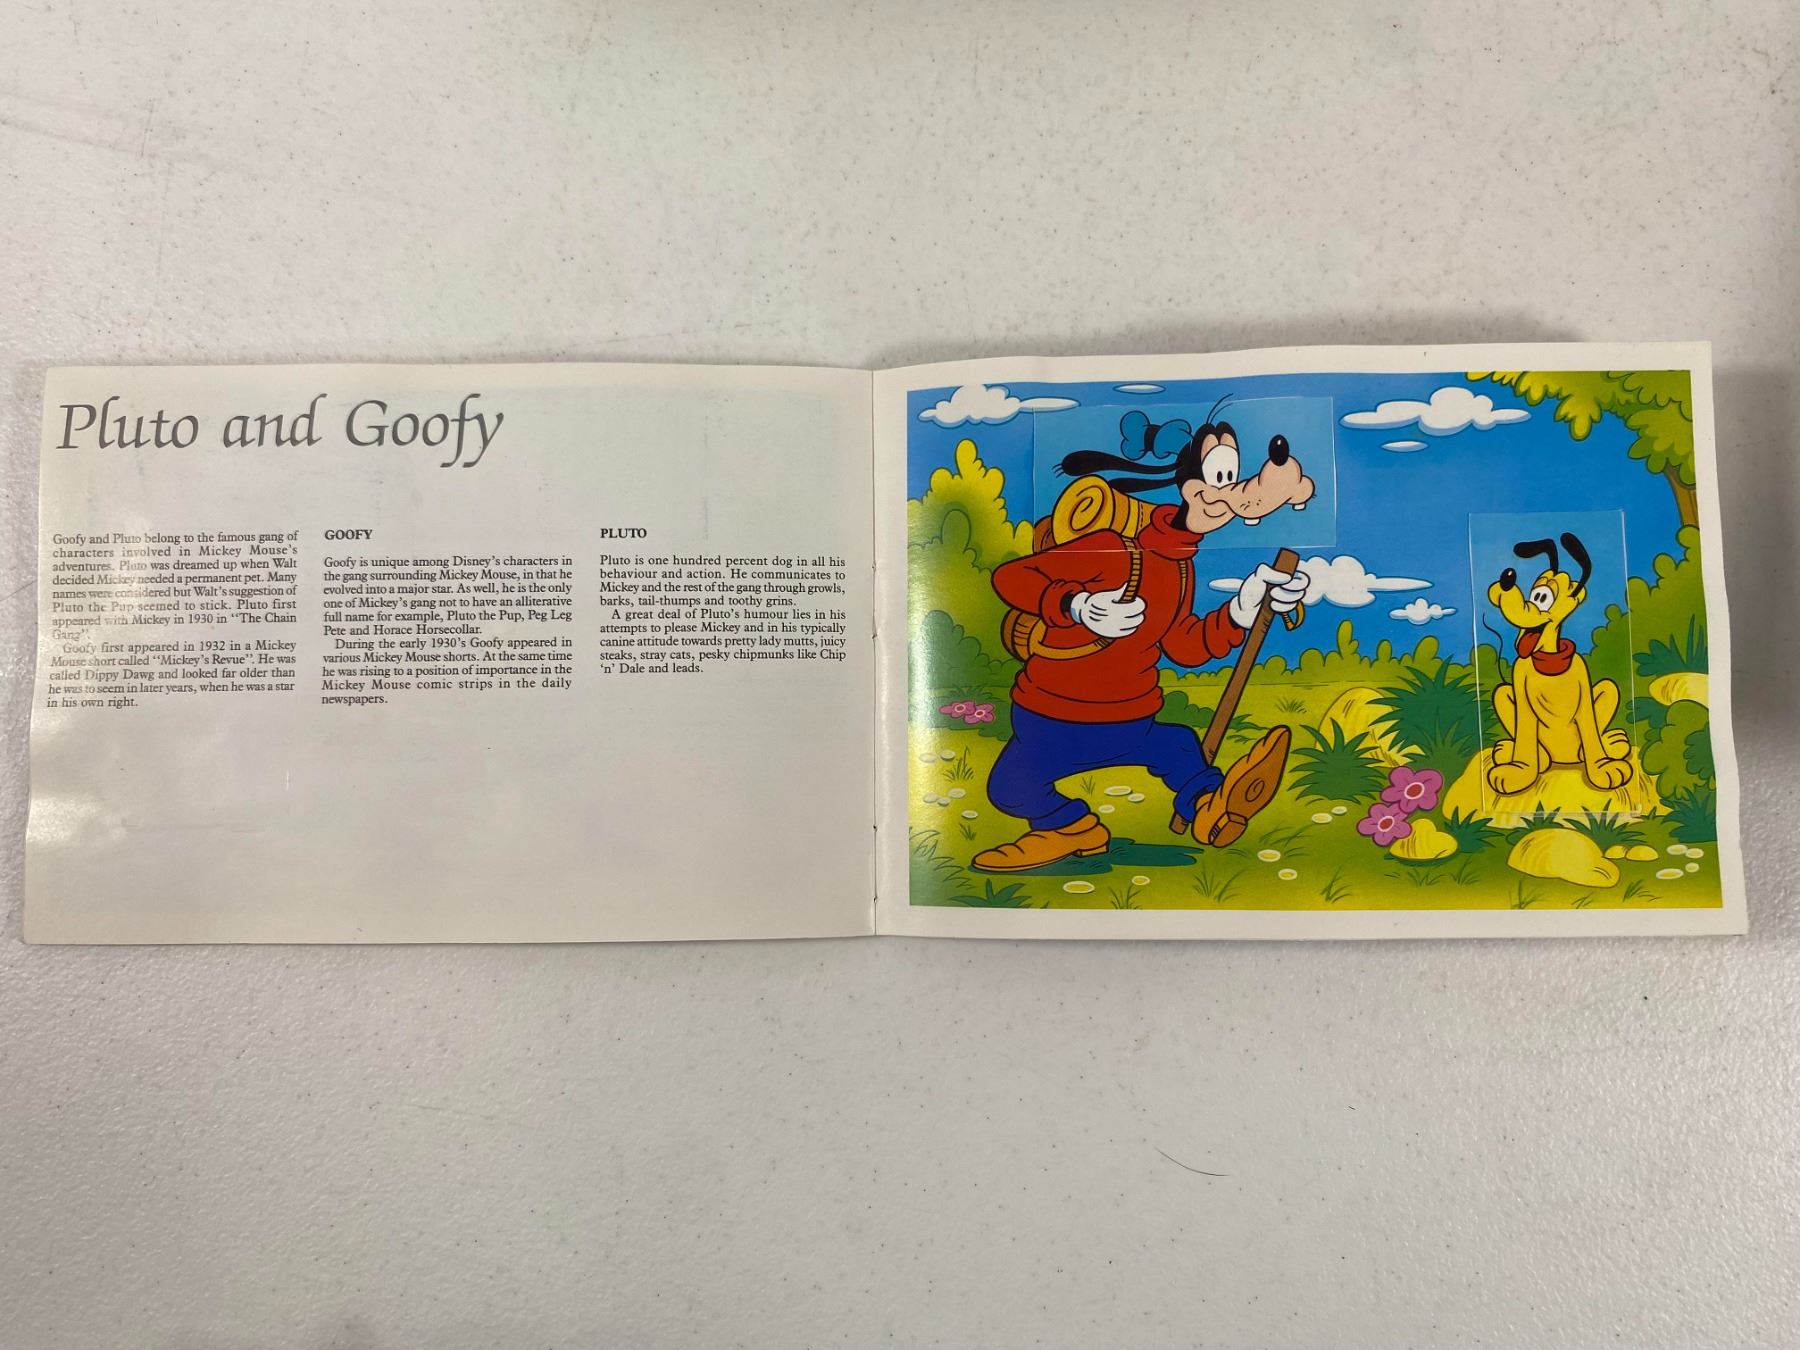 Pluto and Goofy
Goofy and Pluto belong to the famous gang of
characters involved in Mickey Mouse's
adventures. Pluto was dreamed up when Walt
decided Mickey needed a permanent pet. Many
names were considered but Walt's suggestion of
Pluto the Pup seemed to stick. Pluto first
appeared with Mickey in 1930 in "The Chain
Gang".
Goofy first appeared in 1932 in a Mickey
Mouse short called "Mickey's Revue". He was
called Dippy Dawg and looked far older than
he was to seem in later years, when he was a star
in his own right.
GOOFY
Goofy is unique among Disney's characters in
the gang surrounding Mickey Mouse, in that he
evolved into a major star. As well, he is the only
one of Mickey's gang not to have an alliterative
full name for example, Pluto the Pup, Peg Leg
Pete and Horace Horsecollar.
During the early 1930's Goofy appeared in
various Mickey Mouse shorts. At the same time
he was rising to a position of importance in the
Mickey Mouse comic strips in the daily
newspapers.
PLUTO
Pluto is one hundred percent dog in all his
behaviour and action. He communicates to
Mickey and the rest of the gang through growls,
barks, tail-thumps and toothy grins.
A great deal of Pluto's humour lies in his
attempts to please Mickey and in his typically
canine attitude towards pretty lady mutts, juicy
steaks, stray cats, pesky chipmunks like Chip
'n' Dale and leads.